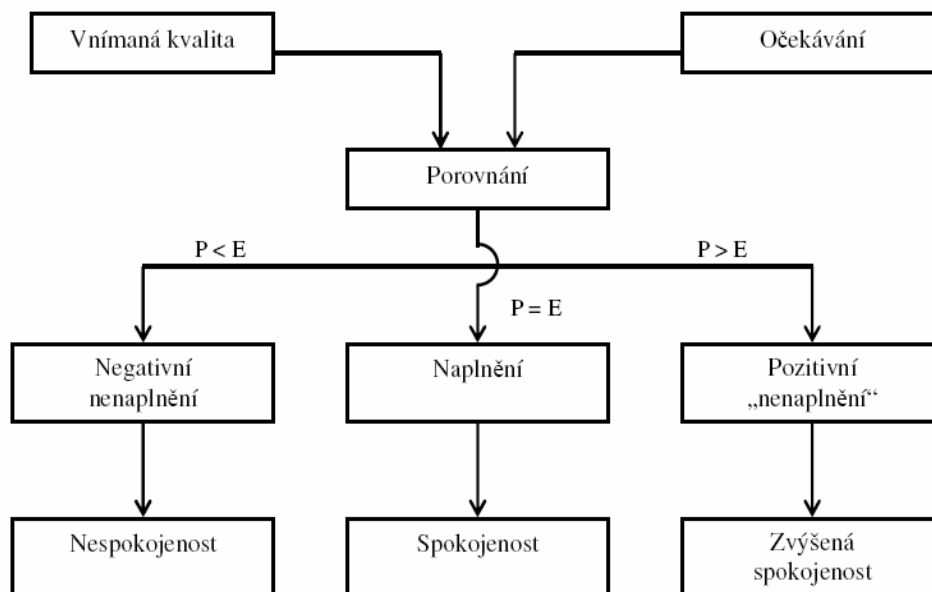 Vnímaná kvalita
Očekávání
Porovnání
P < E
P > E
P = E
Negativní
nenaplnění
Naplnění
Pozitivní
„nenaplnění“
Nespokojenost
Spokojenost
Zvýšená
spokojenost